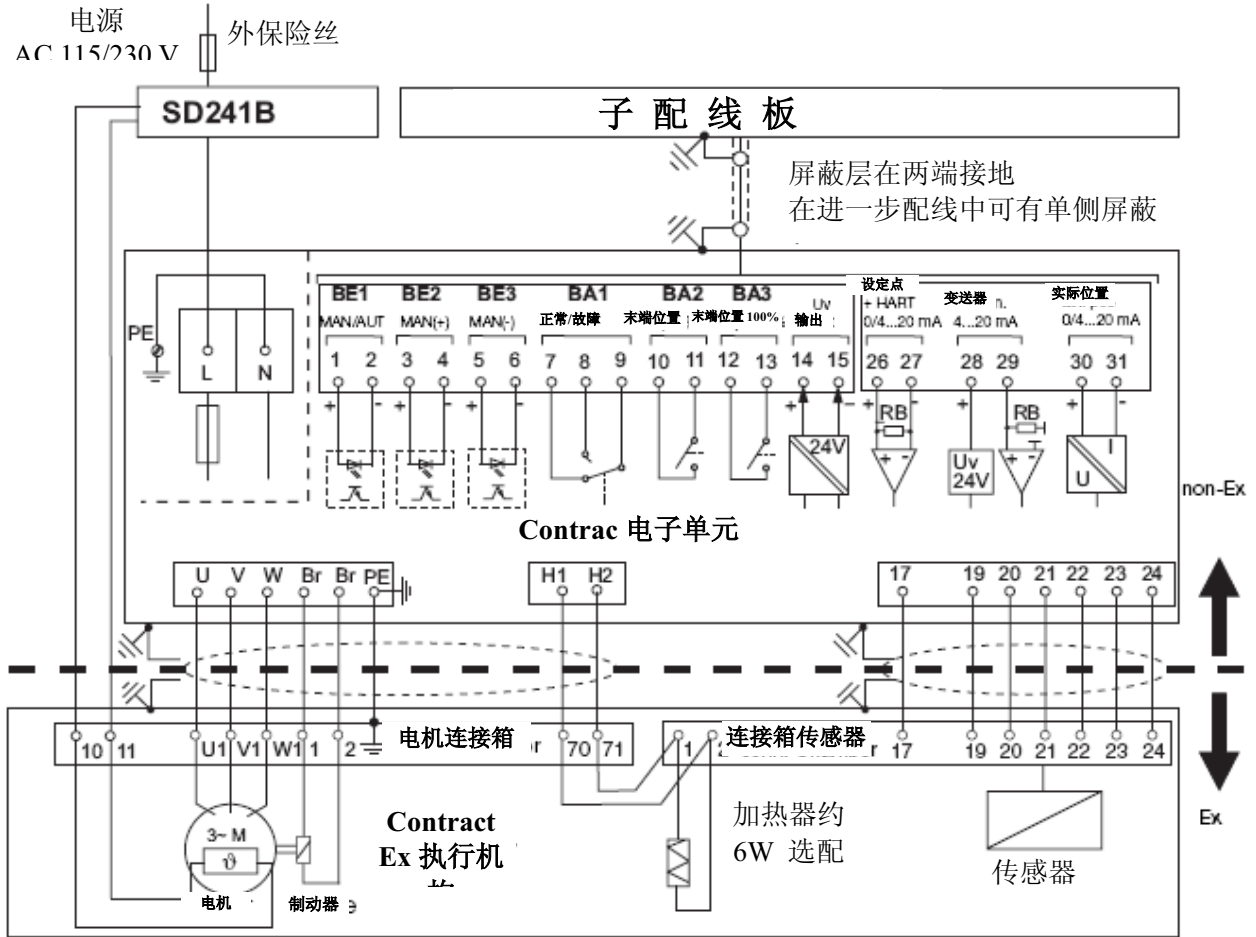 电源
AC 115/230 V
外保险丝
SD241B
子 配 线 板
屏蔽层在两端接地
在进一步配线中可有单侧屏蔽
BE1 BE2 BE3 BA1 BA2 BA3 Uv 设定点 变送器 实际位置
+ HART
MAN/AUT MAN(+) MAN(-) 正常/故障 末端位置 末端位置 100% 输出 0/4...20 mA 4...20 mA 0/4...20 mA
PE
1 2 3 4 5 6 7 8 9 10 11 12 13 14 15 26 27 28 29 30 31
L N
+ - + - + - + - + - + + -
RB RB
24V + - Uv 24V + - I U
Contrac 电子单元
non-Ex
U V W Br Br PE H1 H2 17 19 20 21 22 23 24
10 11 U1 V1 W1 1 2 电机连接箱 or 70 71 1 2 连接箱传感器 17 19 20 21 22 23 24
Ex
3~ M
ϑ
电机
制动器
Contract
Ex 执行机
加热器约
6W 选配
传感器